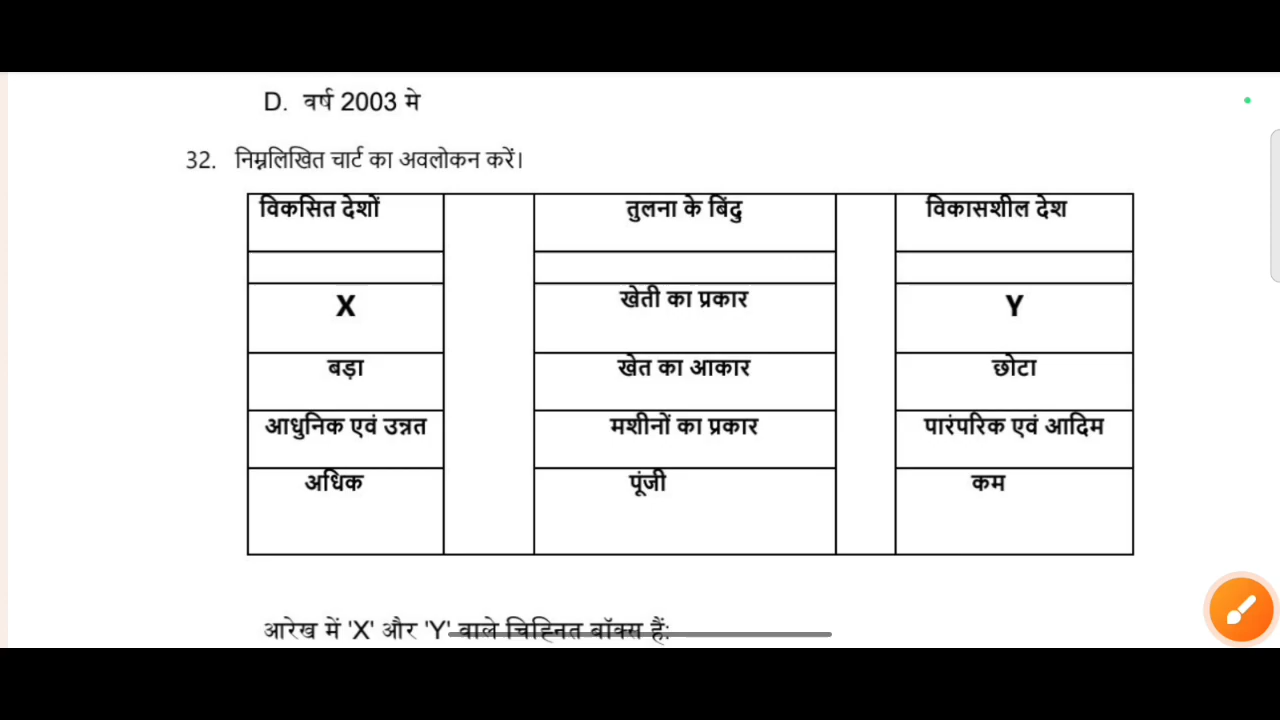 D. वर्ष 2003 मे
32. निम्नलिखित चार्ट का अवलोकन करें।
विकसित देशों तुलना के बिंदु विकासशील देश
X खेती का प्रकार Y
बड़ा खेत का आकार छोटा
आधुनिक एवं उन्नत मशीनों का प्रकार पारंपरिक एवं आदिम
अधिक पूंजी कम
आरेख में 'X' और 'Y' वाले चिह्नित बॉक्स हैं: